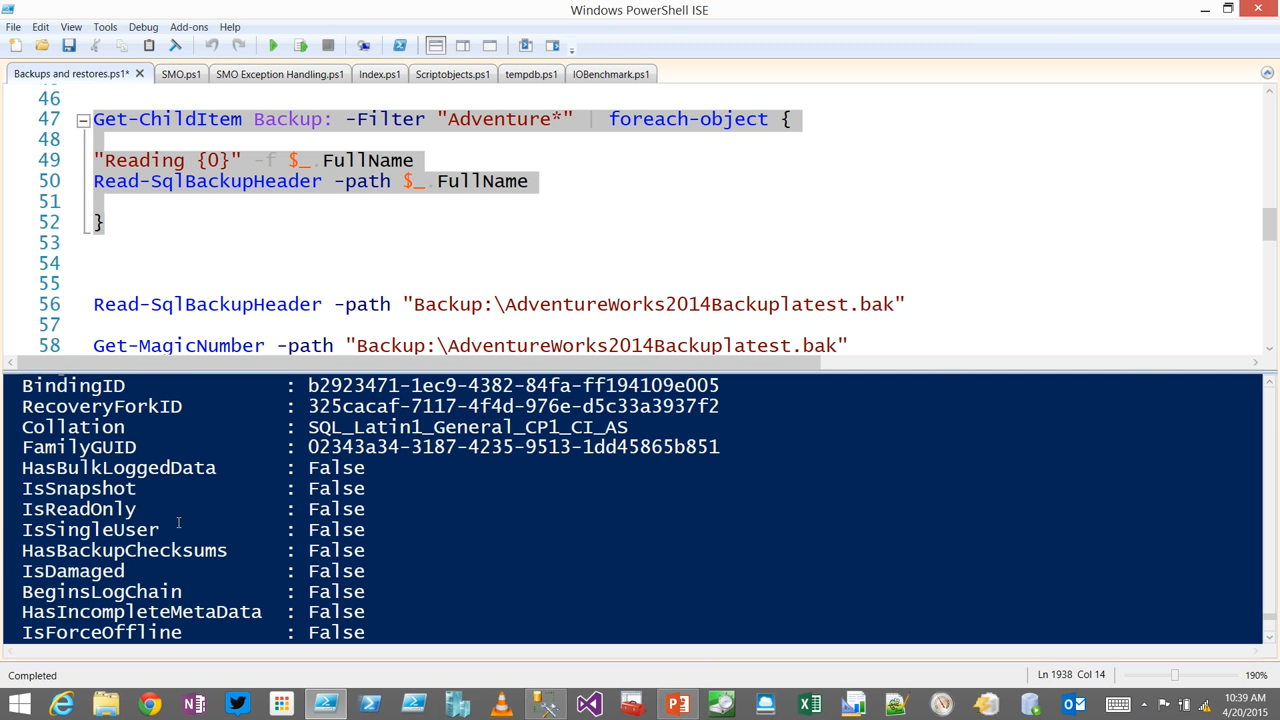 Windows PowerShell ISE
File Edit View Tools Debug Add-ons Help
Backups and restores.ps1* SMO.ps1 SMO Exception Handling.ps1 Index.ps1 Scriptobjects.ps1 tempdb.ps1 IOBenchmark.ps1
46
47 Get-ChildItem Backup: -Filter "Adventure*" | foreach-object {
48
49 "Reading {0}" -f $_.FullName
50 Read-SqlBackupHeader -path $_.FullName
51
52 }
53
54
55
56 Read-SqlBackupHeader -path "Backup:\AdventureWorks2014Backuplatest.bak"
57
58 Get-MagicNumber -path "Backup:\AdventureWorks2014Backuplatest.bak"
BindingID : b2923471-1ec9-4382-84fa-ff194109e005
RecoveryForkID : 325cacaf-7117-4f4d-976e-d5c33a3937f2
Collation : SQL_Latin1_General_CP1_CI_AS
FamilyGUID : 02343a34-3187-4235-9513-1dd45865b851
HasBulkLoggedData : False
IsSnapshot : False
IsReadOnly : False
IsSingleUser : False
HasBackupChecksums : False
IsDamaged : False
BeginsLogChain : False
HasIncompleteMetaData : False
IsForceOffline : False
Completed Ln 1938 Col 14 190%
10:39 AM
4/20/2015